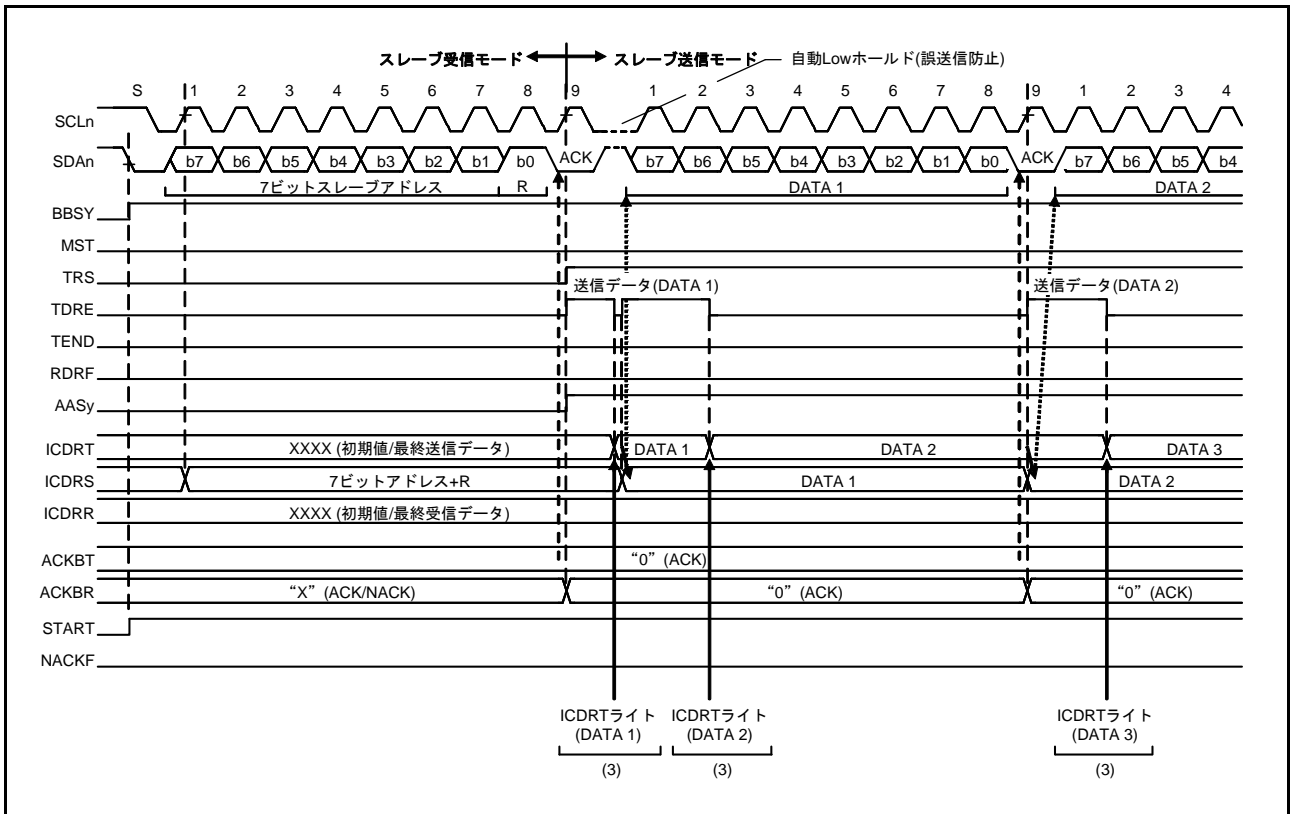 スレーブ受信モード スレーブ送信モード 自動Lowホールド(誤送信防止)
S 1 2 3 4 5 6 7 8 9 1 2 3 4 5 6 7 8 9 1 2 3 4
SCLn
SDAn b7 b6 b5 b4 b3 b2 b1 b0 ACK b7 b6 b5 b4 b3 b2 b1 b0 ACK b7 b6 b5 b4
7ビットスレーブアドレス R DATA 1 DATA 2
BBSY
MST
TRS
送信データ(DATA 1) 送信データ(DATA 2)
TDRE
TEND
RDRF
AASy
ICDRT XXXX (初期値/最終送信データ) DATA 1 DATA 2 DATA 3
ICDRS 7ビットアドレス+R DATA 1 DATA 2
ICDRR XXXX (初期値/最終受信データ)
ACKBT “0” (ACK)
ACKBR “X” (ACK/NACK) “0” (ACK) “0” (ACK)
START
NACKF
ICDRTライト ICDRTライト ICDRTライト
(DATA 1) (DATA 2) (DATA 3)
(3) (3) (3)